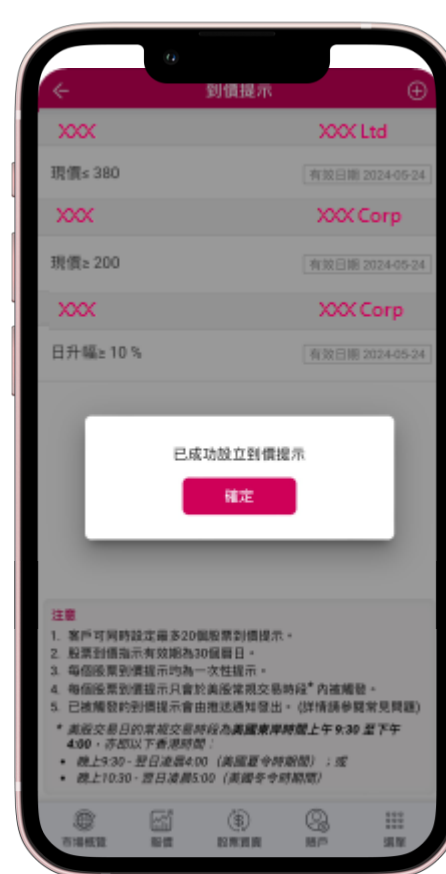 到價提示
XXX XXX Ltd
現價≤ 380 有效日期 2024-05-24
XXX XXX Corp
現價≥ 200 有效日期 2024-05-24
XXX XXX Corp
日升幅≥ 10 % 有效日期 2024-05-24
已成功設立到價提示
確定
注意
1. 客戶可同時設定最多20個股票到價提示。
2. 股票到價指示有效期為30個曆日。
3. 每個股票到價提示均為一次性提示。
4. 每個股票到價提示只會於美股常規交易時段* 內被觸發。
5. 已被觸發的到價提示會由推送通知發出。(詳情請參閱常見問題)
* 美股交易日的常規交易時段為美國東岸時間上午 9:30 至下午
4:00,亦即以下香港時間:
• 晚上9:30 - 翌日凌晨4:00 (美國夏令時期間);或
• 晚上10:30 - 翌日凌晨5:00 (美國冬令時期間)
市場概覽 報價 股票買賣 賬戶 選單